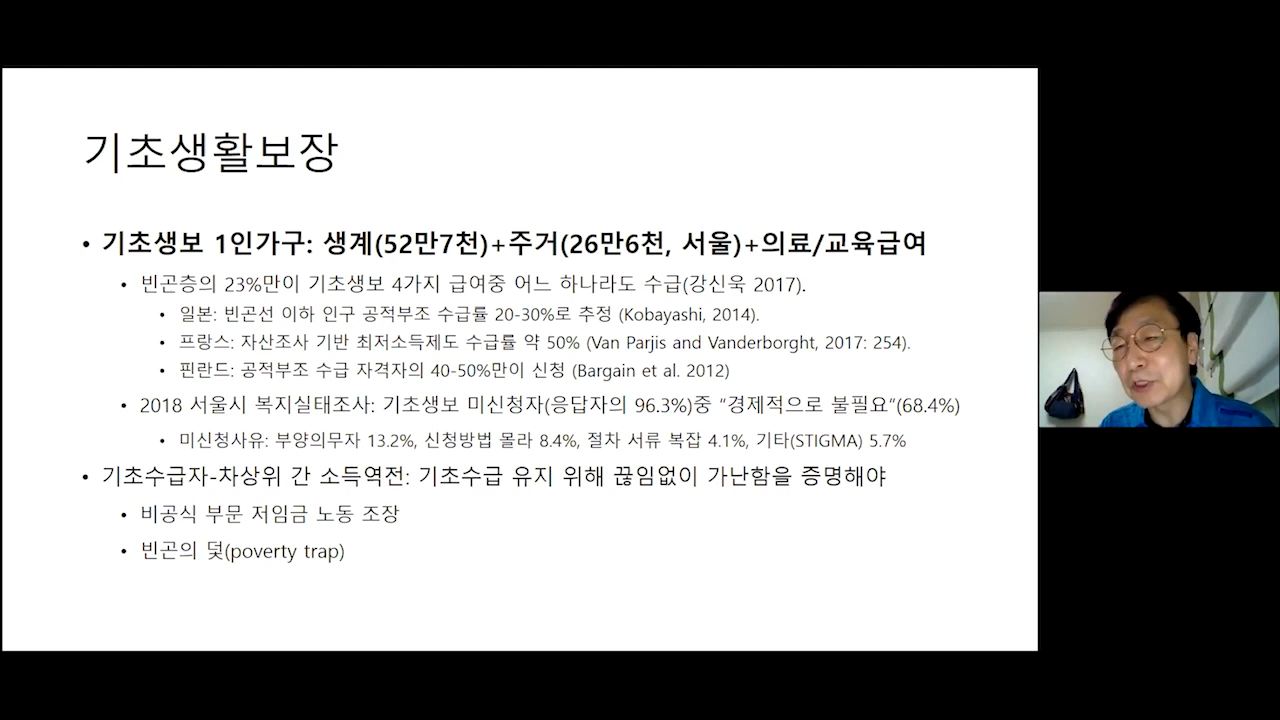 기초생활보장
• 기초생보 1인가구: 생계(52만7천)+주거(26만6천, 서울)+의료/교육급여
• 빈곤층의 23%만이 기초생보 4가지 급여중 어느 하나라도 수급(강신욱 2017).
• 일본: 빈곤선 이하 인구 공적부조 수급률 20-30%로 추정 (Kobayashi, 2014).
• 프랑스: 자산조사 기반 최저소득제도 수급률 약 50% (Van Parjis and Vanderborght, 2017: 254).
• 핀란드: 공적부조 수급 자격자의 40-50%만이 신청 (Bargain et al. 2012)
• 2018 서울시 복지실태조사: 기초생보 미신청자(응답자의 96.3%)중 “경제적으로 불필요”(68.4%)
• 미신청사유: 부양의무자 13.2%, 신청방법 몰라 8.4%, 절차 서류 복잡 4.1%, 기타(STIGMA) 5.7%
• 기초수급자-차상위 간 소득역전: 기초수급 유지 위해 끊임없이 가난함을 증명해야
• 비공식 부문 저임금 노동 조장
• 빈곤의 덫(poverty trap)